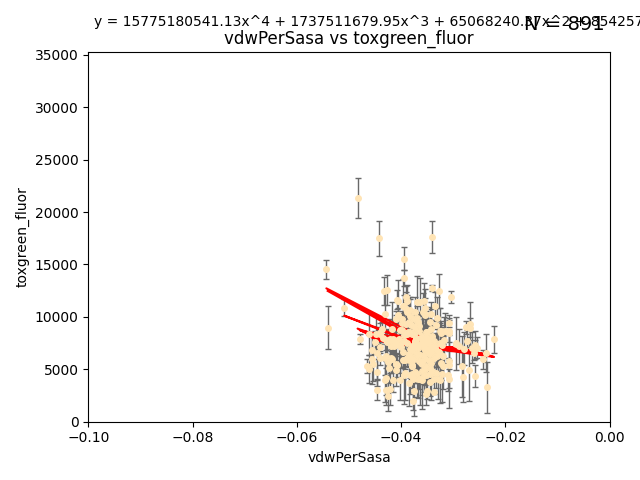 y = 15775180541.13x^4 + 1737511679.95x^3 + 65068240.37x^2 + 854257
N = 891
vdwPerSasa vs toxgreen_fluor
35000
30000
25000
20000
15000
10000
5000
0
toxgreen_fluor
−0.10
−0.08
−0.06
−0.04
−0.02
0.00
vdwPerSasa